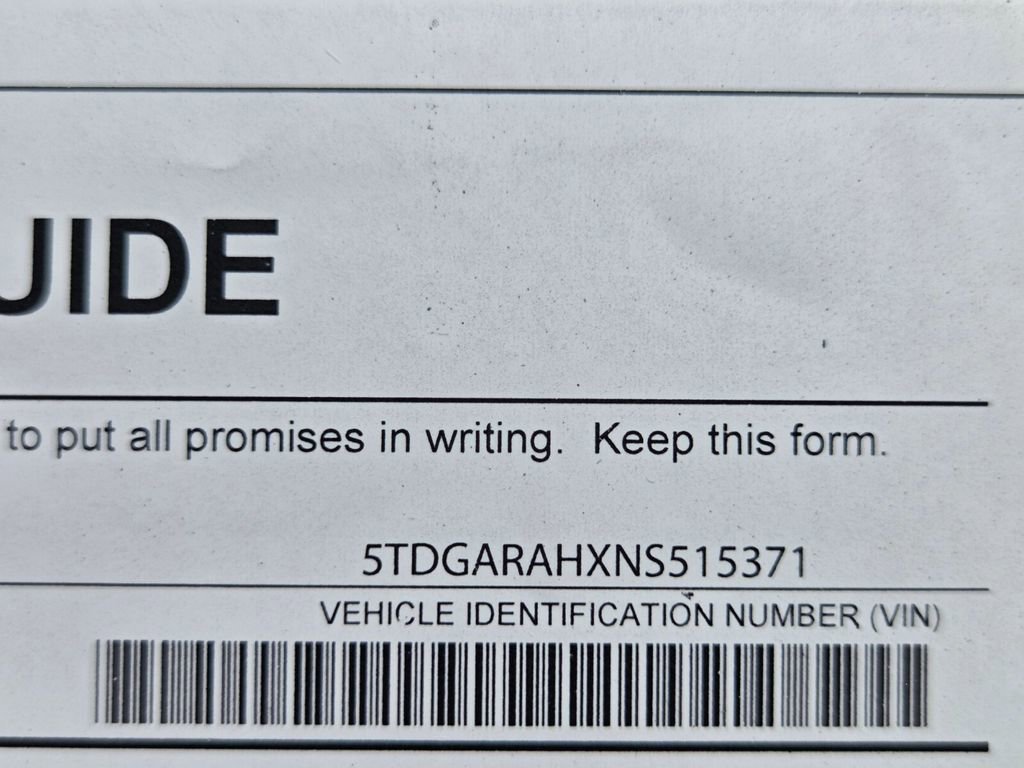 UIDE
to put all promises in writing. Keep this form.
5TDGARAHXNS515371
VEHICLE IDENTIFICATION NUMBER (VIN)